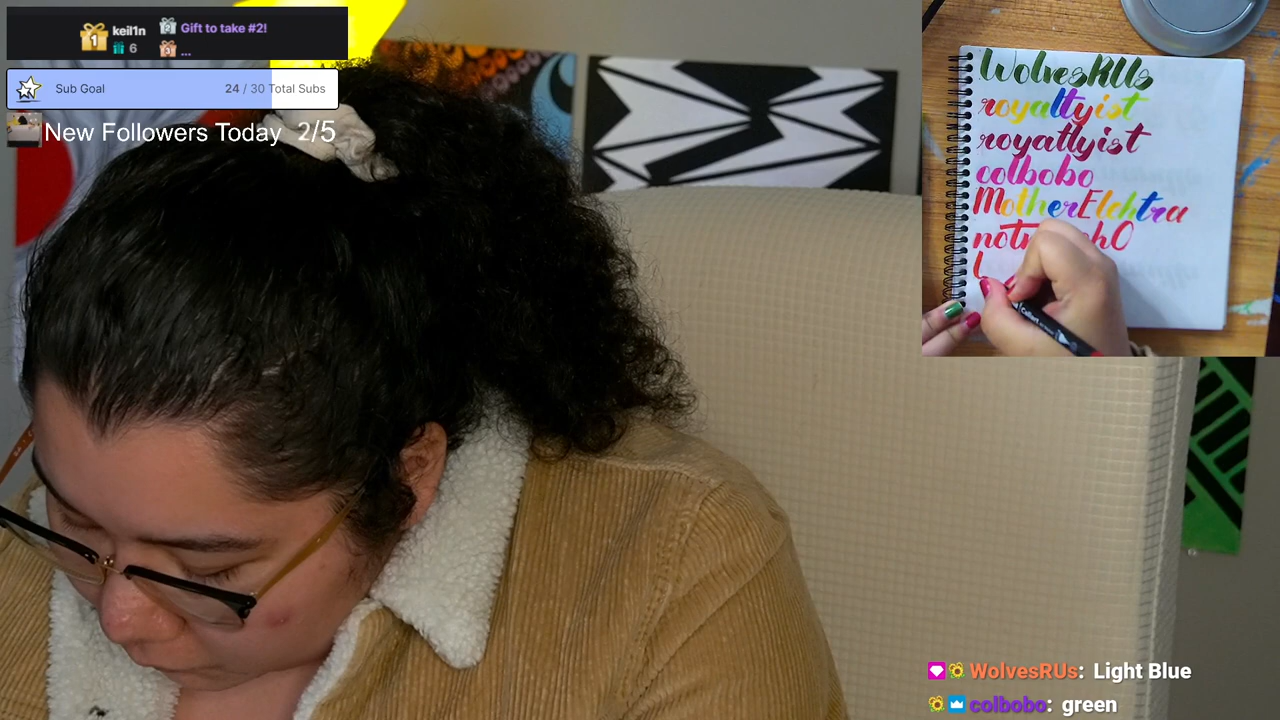 keil1n
1
6
Gift to take #2!
...
Sub Goal
24 / 30 Total Subs
New Followers Today 2/5
WolvesRUs
royaltyist
royaltyist
colbobo
MotherElektra
L
WolvesRUs: Light Blue
colbobo: green